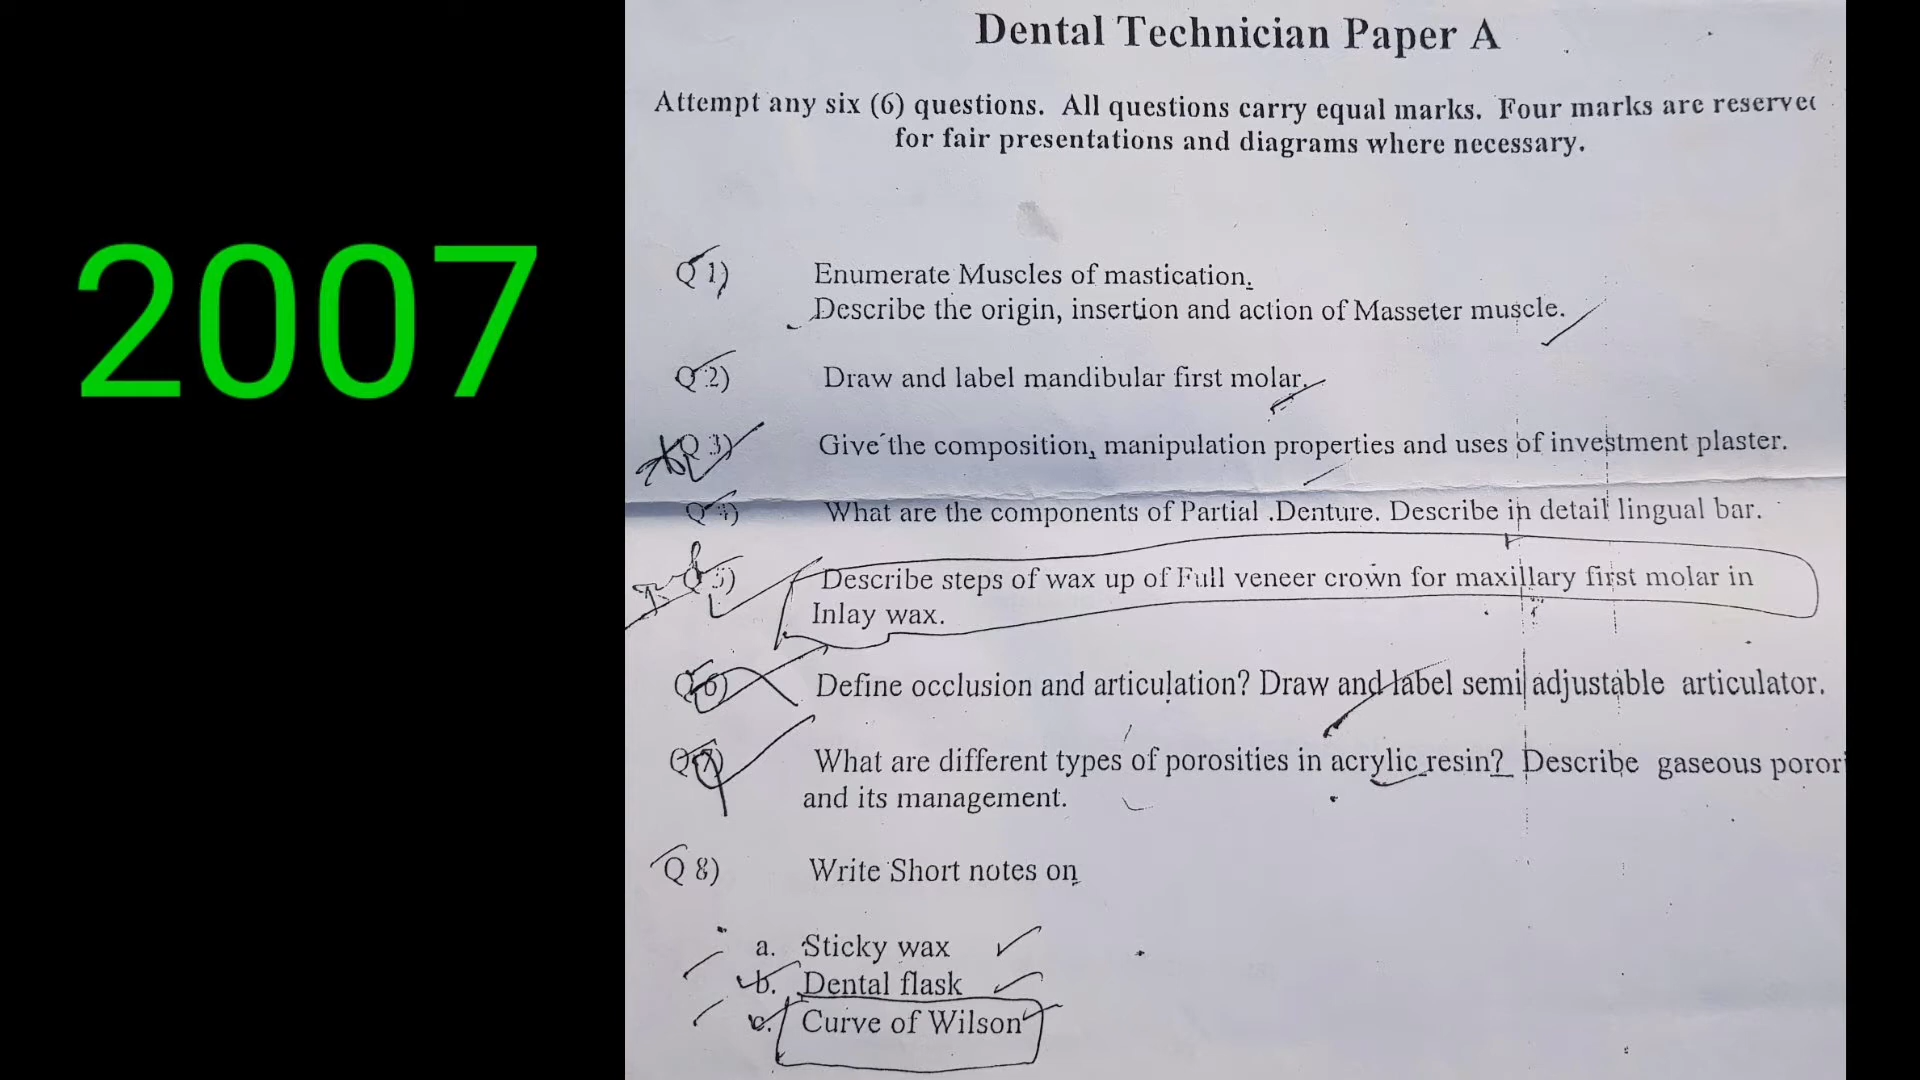 2007
Dental Technician Paper A
Attempt any six (6) questions. All questions carry equal marks. Four marks are reserved
for fair presentations and diagrams where necessary.
Q 1) Enumerate Muscles of mastication.
Describe the origin, insertion and action of Masseter muscle.
Q 2) Draw and label mandibular first molar.
Q 3) Give the composition, manipulation properties and uses of investment plaster.
Q 4) What are the components of Partial .Denture. Describe in detail lingual bar.
Q 5) Describe steps of wax up of Full veneer crown for maxillary first molar in
Inlay wax.
Q 6) Define occlusion and articulation? Draw and label semi adjustable articulator.
Q 7) What are different types of porosities in acrylic resin? Describe gaseous porori
and its management.
Q 8) Write Short notes on
a. Sticky wax
b. Dental flask
c. Curve of Wilson